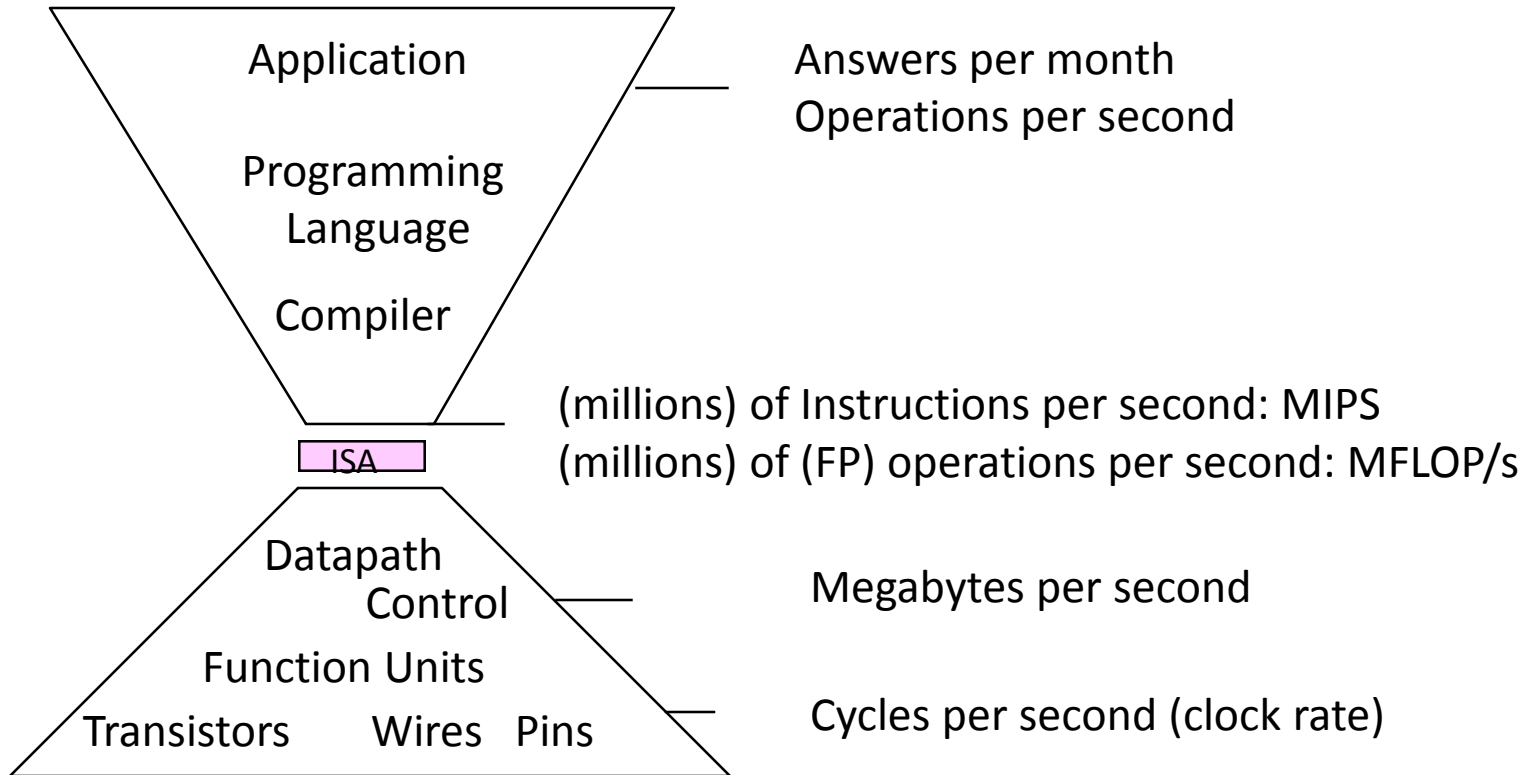 Application
Answers per month
Operations per second
Programming
Language
Compiler
(millions) of Instructions per second: MIPS
ISA
(millions) of (FP) operations per second: MFLOP/s
Datapath
Control
Megabytes per second
Function Units
Transistors Wires Pins
Cycles per second (clock rate)